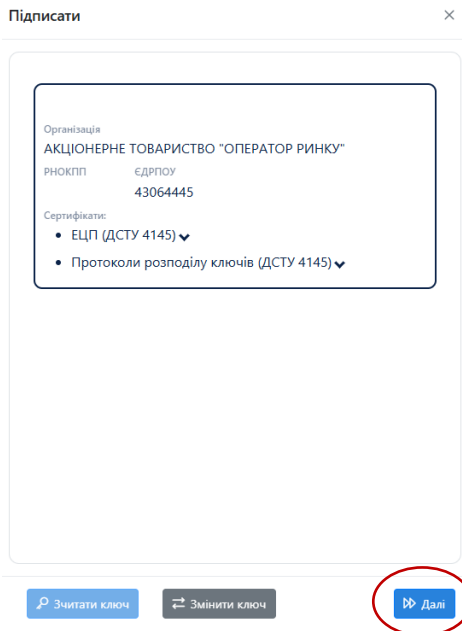 Підписати
Організація
АКЦІОНЕРНЕ ТОВАРИСТВО "ОПЕРАТОР РИНКУ"
РНОКПП ЄДРПОУ
43064445
Сертифікати:
• ЕЦП (ДСТУ 4145)
• Протоколи розподілу ключів (ДСТУ 4145)
Зчитати ключ Змінити ключ Далі